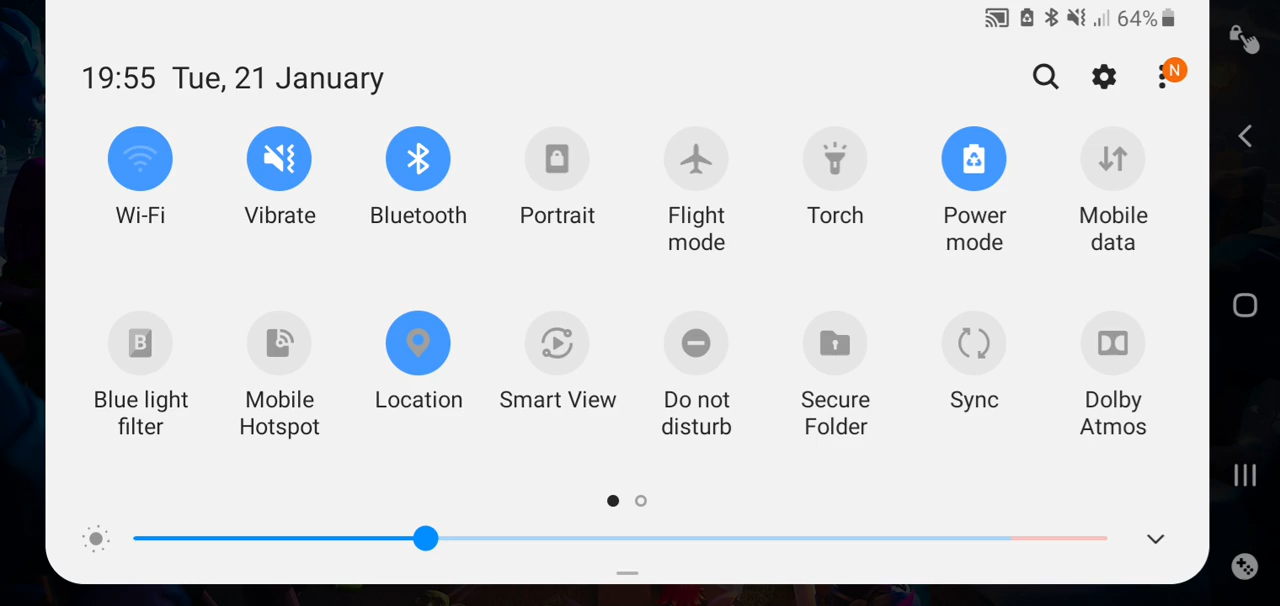 64%
19:55 Tue, 21 January
N
Wi-Fi
Vibrate
Bluetooth
Portrait
Flight
mode
Torch
Power
mode
Mobile
data
B
Blue light
filter
Mobile
Hotspot
Location
Smart View
Do not
disturb
Secure
Folder
Sync
Dolby
Atmos